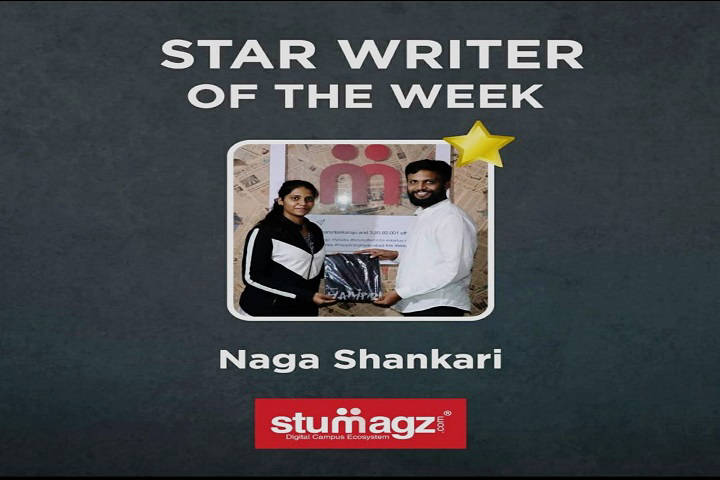 STAR WRITER
OF THE WEEK
Naga Shankari
stumagz.com®
Digital Campus Ecosystem